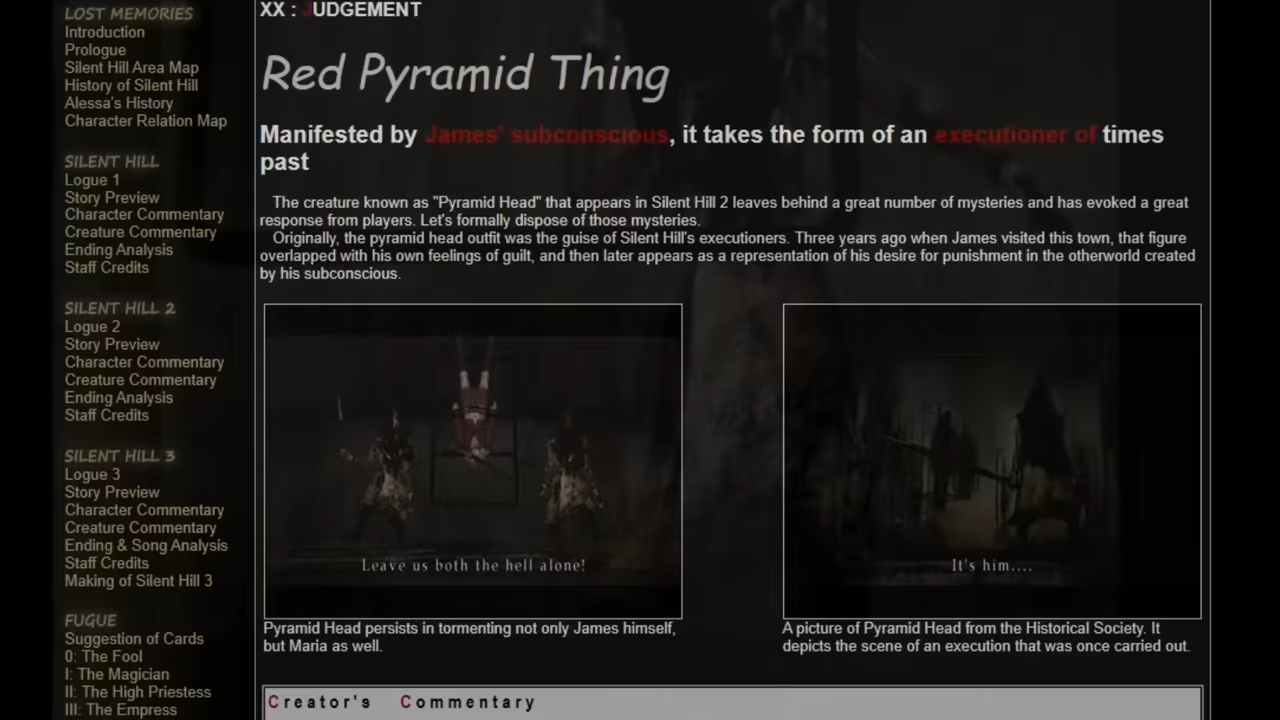 LOST MEMORIES
Introduction
Prologue
Silent Hill Area Map
History of Silent Hill
Alessa's History
Character Relation Map
SILENT HILL
Logue 1
Story Preview
Character Commentary
Creature Commentary
Ending Analysis
Staff Credits
SILENT HILL 2
Logue 2
Story Preview
Character Commentary
Creature Commentary
Ending Analysis
Staff Credits
SILENT HILL 3
Logue 3
Story Preview
Character Commentary
Creature Commentary
Ending & Song Analysis
Staff Credits
Making of Silent Hill 3
FUGUE
Suggestion of Cards
0: The Fool
I: The Magician
II: The High Priestess
III: The Empress
XX : JUDGEMENT
Red Pyramid Thing
Manifested by James' subconscious, it takes the form of an executioner of times
past
The creature known as "Pyramid Head" that appears in Silent Hill 2 leaves behind a great number of mysteries and has evoked a great
response from players. Let's formally dispose of those mysteries.
Originally, the pyramid head outfit was the guise of Silent Hill's executioners. Three years ago when James visited this town, that figure
overlapped with his own feelings of guilt, and then later appears as a representation of his desire for punishment in the otherworld created
by his subconscious.
Leave us both the hell alone!
Pyramid Head persists in tormenting not only James himself,
but Maria as well.
It's him....
A picture of Pyramid Head from the Historical Society. It
depicts the scene of an execution that was once carried out.
Creator's Commentary